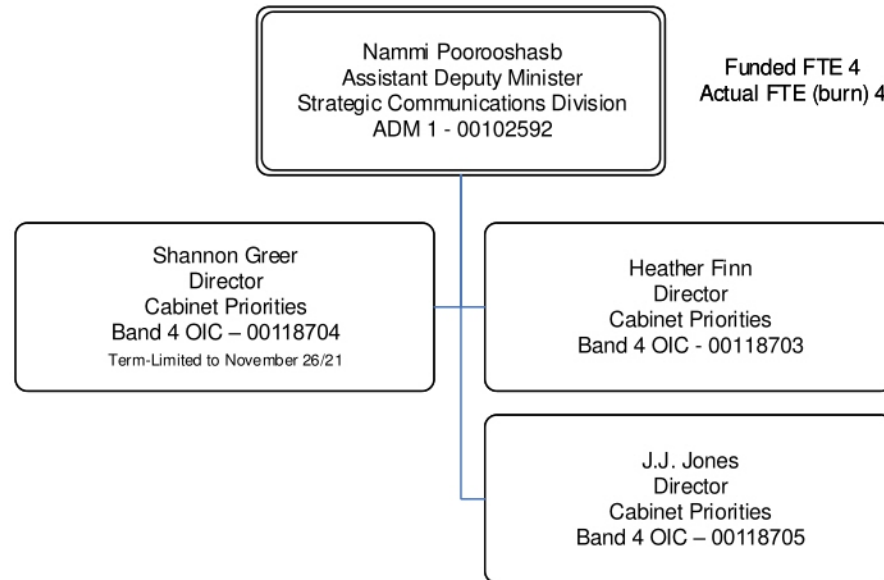 Nammi Poorooshasb
Assistant Deputy Minister
Strategic Communications Division
ADM 1 - 00102592
Funded FTE 4
Actual FTE (burn) 4
Shannon Greer
Director
Cabinet Priorities
Band 4 OIC – 00118704
Term-Limited to November 26/21
Heather Finn
Director
Cabinet Priorities
Band 4 OIC - 00118703
J.J. Jones
Director
Cabinet Priorities
Band 4 OIC – 00118705